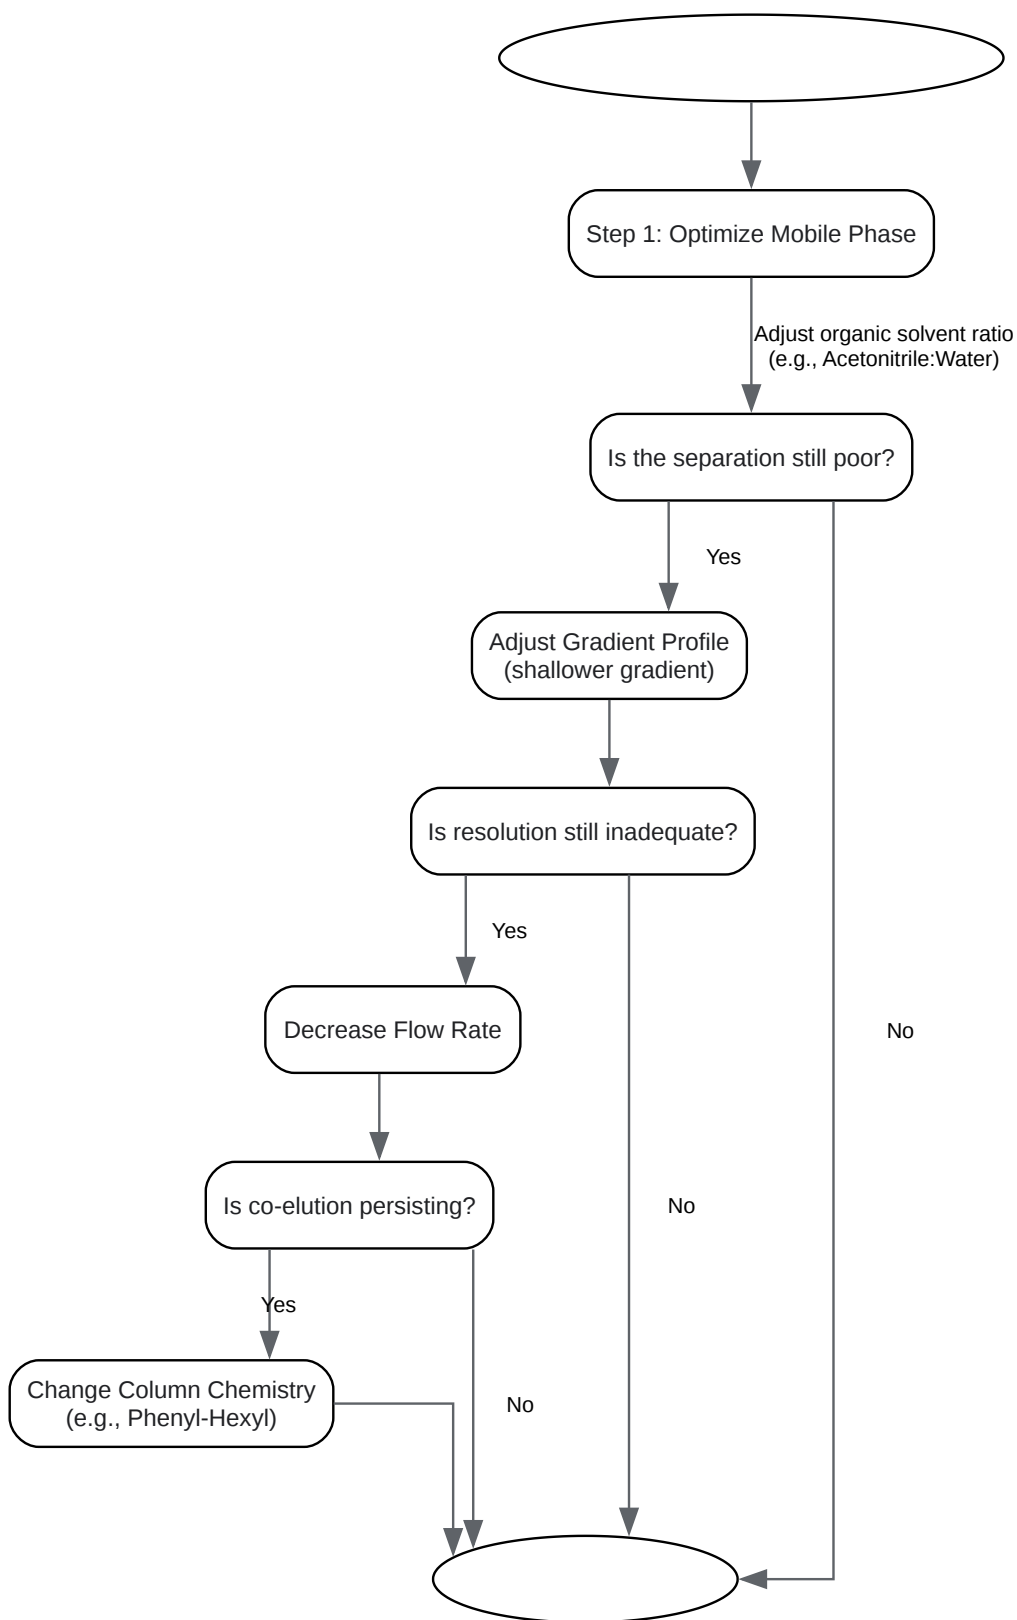 Step 1: Optimize Mobile Phase
Adjust organic solvent ratio
(e.g., Acetonitrile:Water)
Is the separation still poor?
Yes
Adjust Gradient Profile
(shallower gradient)
Is resolution still inadequate?
Yes
Decrease Flow Rate
No
Is co-elution persisting?
No
Yes
Change Column Chemistry
(e.g., Phenyl-Hexyl)
No